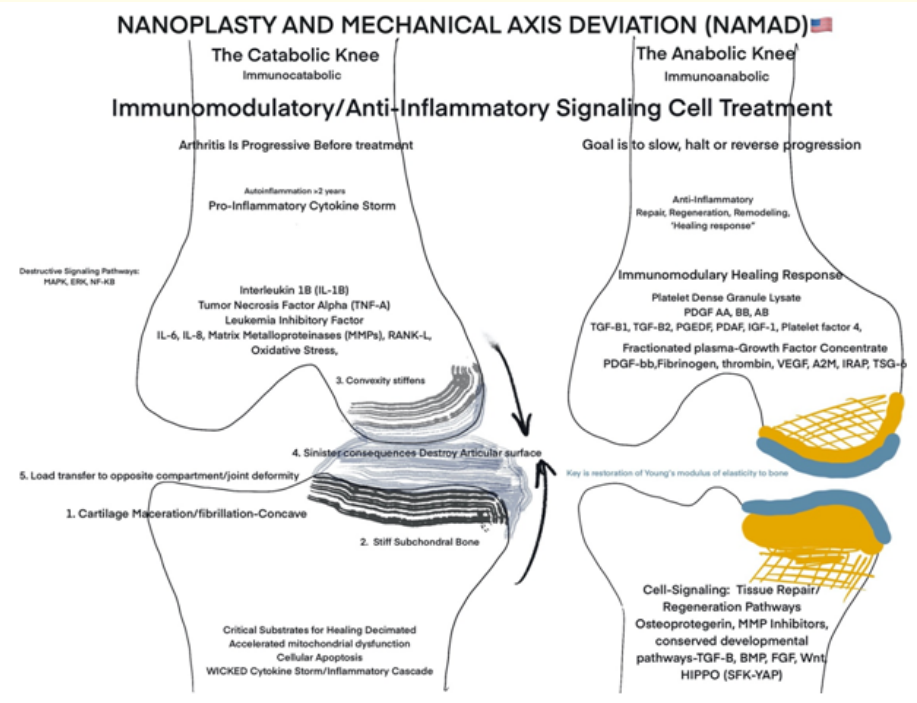 NANOPLASTY AND MECHANICAL AXIS DEVIATION (NAMAD)🇺🇸
The Catabolic Knee
Immunocatabolic
The Anabolic Knee
Immunoanabolic
Immunomodulatory/Anti-Inflammatory Signaling Cell Treatment
Arthritis Is Progressive Before treatment
Goal is to slow, halt or reverse progression
Autoinflammation >2 years
Pro-Inflammatory Cytokine Storm
Anti-Inflammatory
Repair, Regeneration, Remodeling,
'Healing response"
Destructive Signaling Pathways:
MAPK, ERK, NF-KB
Interleukin 1B (IL-1B)
Tumor Necrosis Factor Alpha (TNF-A)
Leukemia Inhibitory Factor
IL-6, IL-8, Matrix Metalloproteinases (MMPs), RANK-L,
Oxidative Stress,
Immunomodulary Healing Response
Platelet Dense Granule Lysate
PDGF AA, BB, AB
TGF-B1, TGF-B2, PGEDF, PDAF, IGF-1, Platelet factor 4,
Fractionated plasma-Growth Factor Concentrate
PDGF-bb,Fibrinogen, thrombin, VEGF, A2M, IRAP, TSG-6
3. Convexity stiffens
4. Sinister consequences Destroy Articular surface
5. Load transfer to opposite compartment/joint deformity
Key is restoration of Young's modulus of elasticity to bone
1. Cartilage Maceration/fibrillation-Concave
2. Stiff Subchondral Bone
Critical Substrates for Healing Decimated
Accelerated mitochondrial dysfunction
Cellular Apoptosis
WICKED Cytokine Storm/Inflammatory Cascade
Cell-Signaling: Tissue Repair/
Regeneration Pathways
Osteoprotegerin, MMP Inhibitors,
conserved developmental
pathways-TGF-B, BMP, FGF, Wnt,
HIPPO (SFK-YAP)